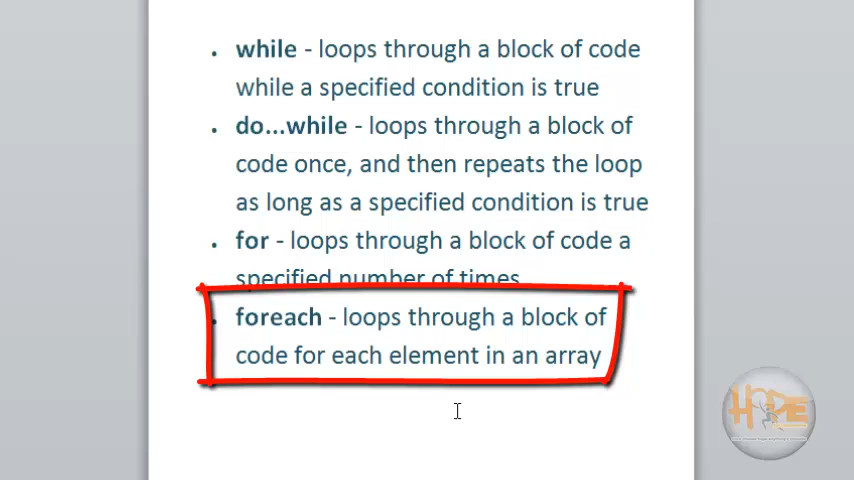 while - loops through a block of code
while a specified condition is true
do...while - loops through a block of
code once, and then repeats the loop
as long as a specified condition is true
for - loops through a block of code a
specified number of times
foreach - loops through a block of
code for each element in an array
HOPE